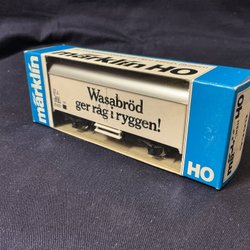 märklin HO
märklin
Wasabröd
ger råg i ryggen!
HO